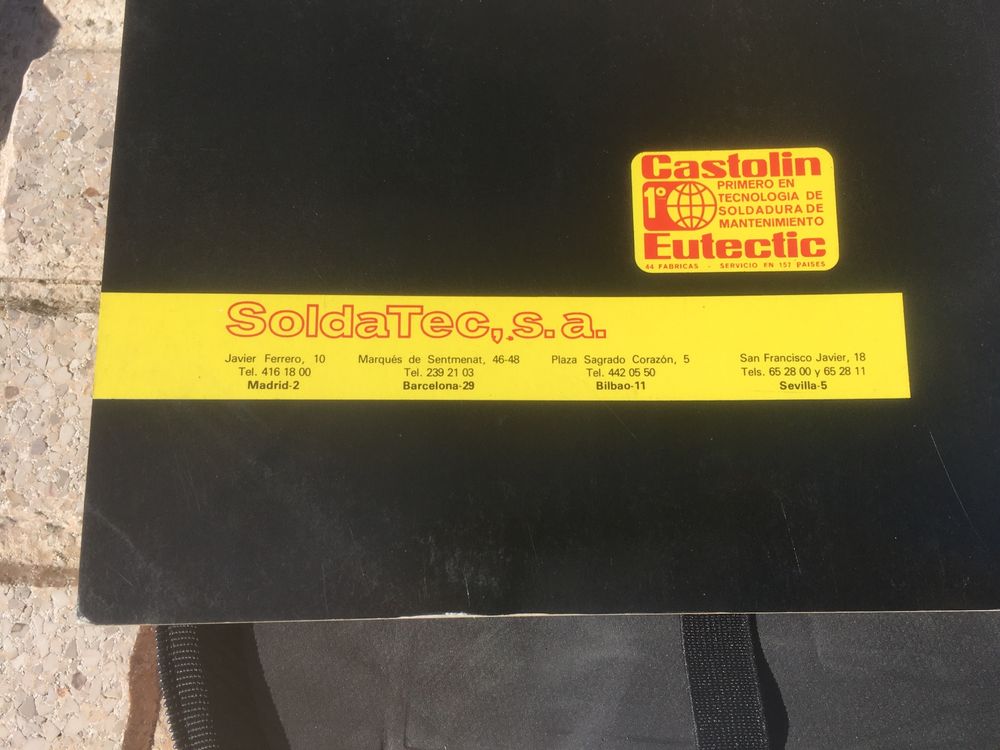 Castolin
1º
PRIMERO EN
TECNOLOGIA DE
SOLDADURA DE
MANTENIMIENTO
Eutectic
44 FABRICAS - SERVICIO EN 157 PAISES
SoldaTec, s.a.
Javier Ferrero, 10
Tel. 416 18 00
Madrid-2
Marqués de Sentmenat, 46-48
Tel. 239 21 03
Barcelona-29
Plaza Sagrado Corazón, 5
Tel. 442 05 50
Bilbao-11
San Francisco Javier, 18
Tels. 65 28 00 y 65 28 11
Sevilla-5